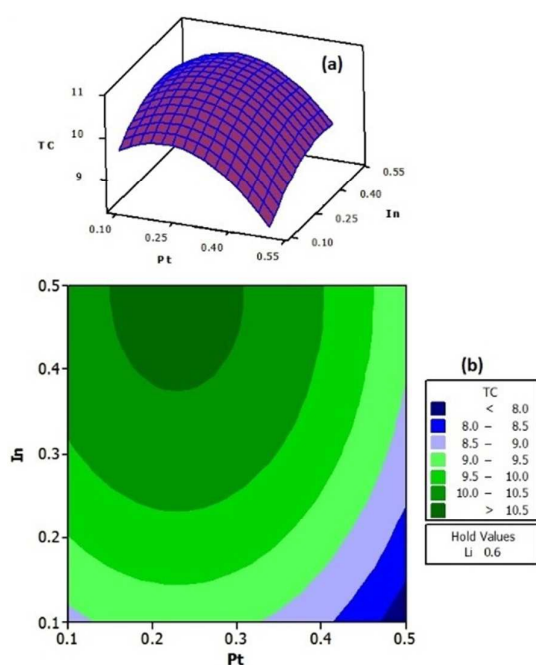 (a)
11
10
9
TC
0.10
0.25
0.40
0.55
Pt
0.55
0.40
0.25
0.10
In
0.5
0.4
0.3
0.2
0.1
In
0.1
0.2
0.3
0.4
0.5
Pt
(b)
TC
< 8.0
8.0 – 8.5
8.5 – 9.0
9.0 – 9.5
9.5 – 10.0
10.0 – 10.5
> 10.5
Hold Values
Li 0.6